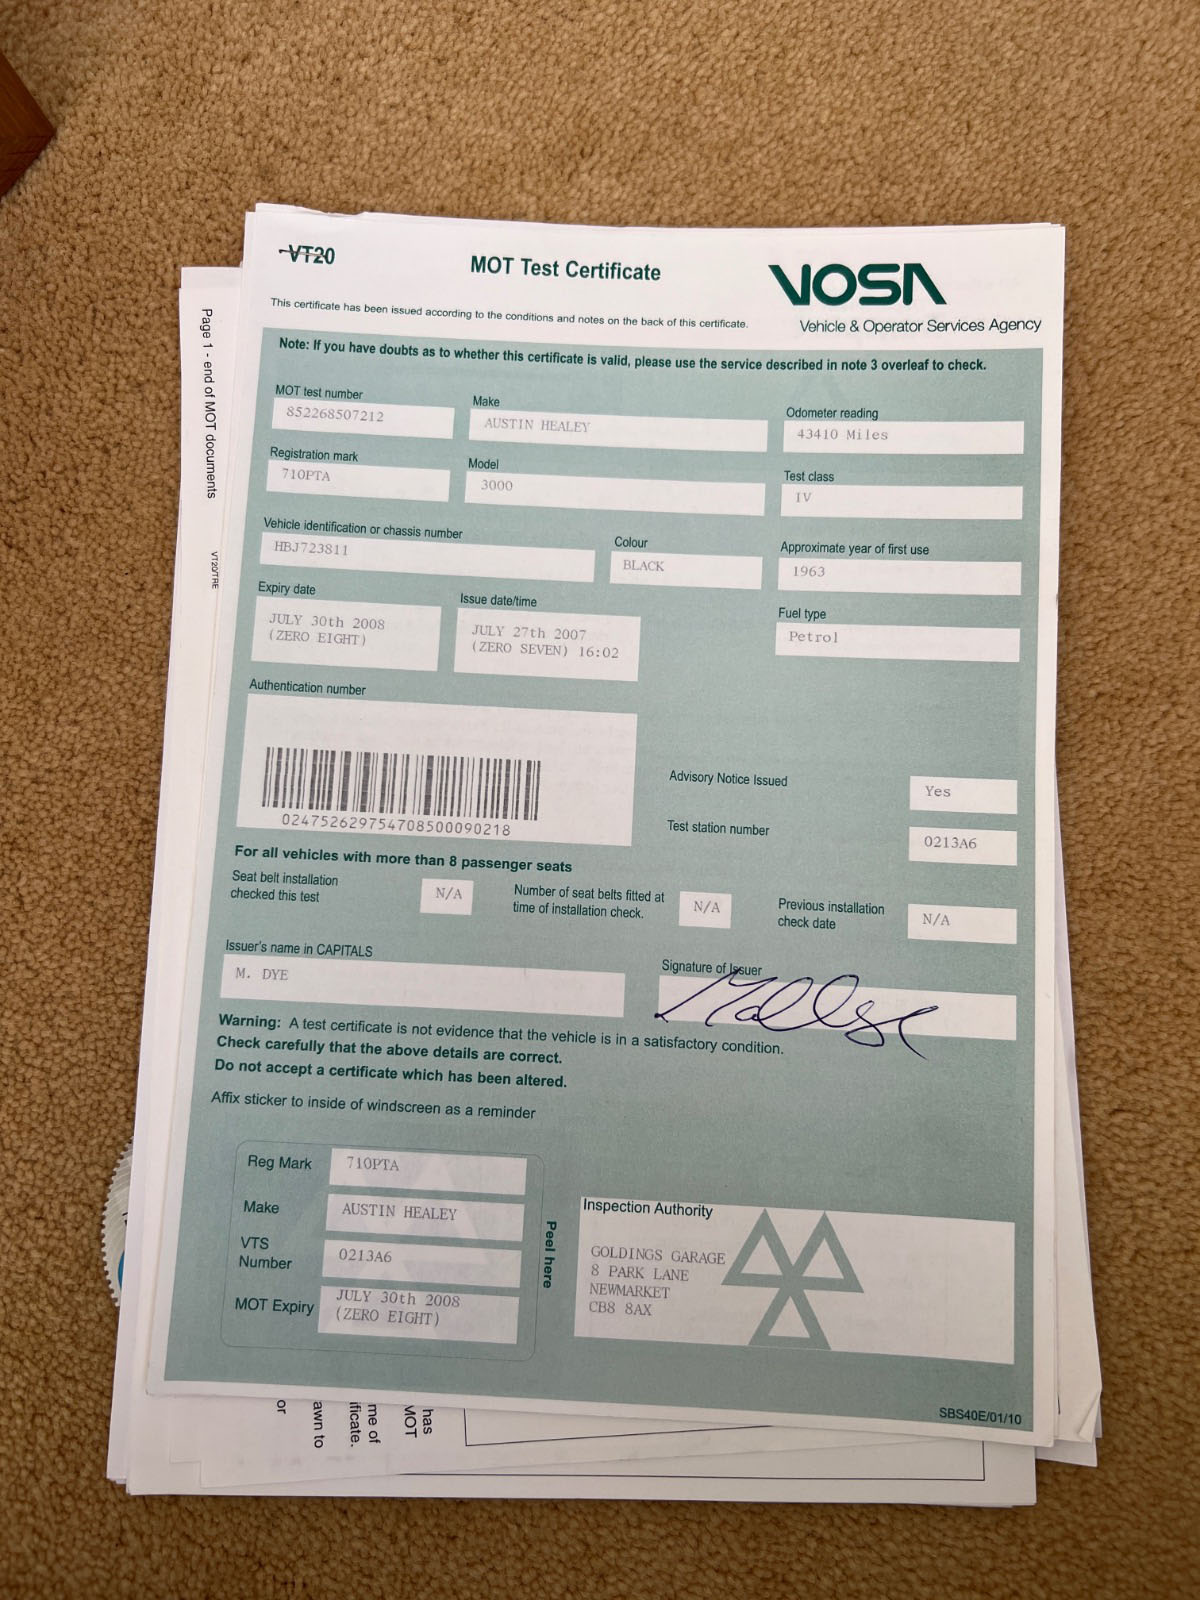 VT20
MOT Test Certificate
VOSA
Vehicle & Operator Services Agency
This certificate has been issued according to the conditions and notes on the back of this certificate.
Note: If you have doubts as to whether this certificate is valid, please use the service described in note 3 overleaf to check.
MOT test number
852268507212
Make
AUSTIN HEALEY
Odometer reading
43410 Miles
Registration mark
710PTA
Model
3000
Test class
IV
Vehicle identification or chassis number
HBJ723811
Colour
BLACK
Approximate year of first use
1963
Expiry date
JULY 30th 2008
(ZERO EIGHT)
Issue date/time
JULY 27th 2007
(ZERO SEVEN) 16:02
Fuel type
Petrol
Authentication number
024752629754708500090218
Advisory Notice Issued
Yes
Test station number
0213A6
For all vehicles with more than 8 passenger seats
Seat belt installation
checked this test
N/A
Number of seat belts fitted at
time of installation check.
N/A
Previous installation
check date
N/A
Issuer's name in CAPITALS
M. DYE
Signature of Issuer
Warning: A test certificate is not evidence that the vehicle is in a satisfactory condition.
Check carefully that the above details are correct.
Do not accept a certificate which has been altered.
Affix sticker to inside of windscreen as a reminder
Reg Mark
710PTA
Make
AUSTIN HEALEY
VTS
Number
0213A6
MOT Expiry
JULY 30th 2008
(ZERO EIGHT)
Peel here
Inspection Authority
GOLDINGS GARAGE
8 PARK LANE
NEWMARKET
CB8 8AX
SBS40E/01/10
Page 1 - end of MOT documents
VT20/TRE
has
MOT
me of
ificate.
awn to
or